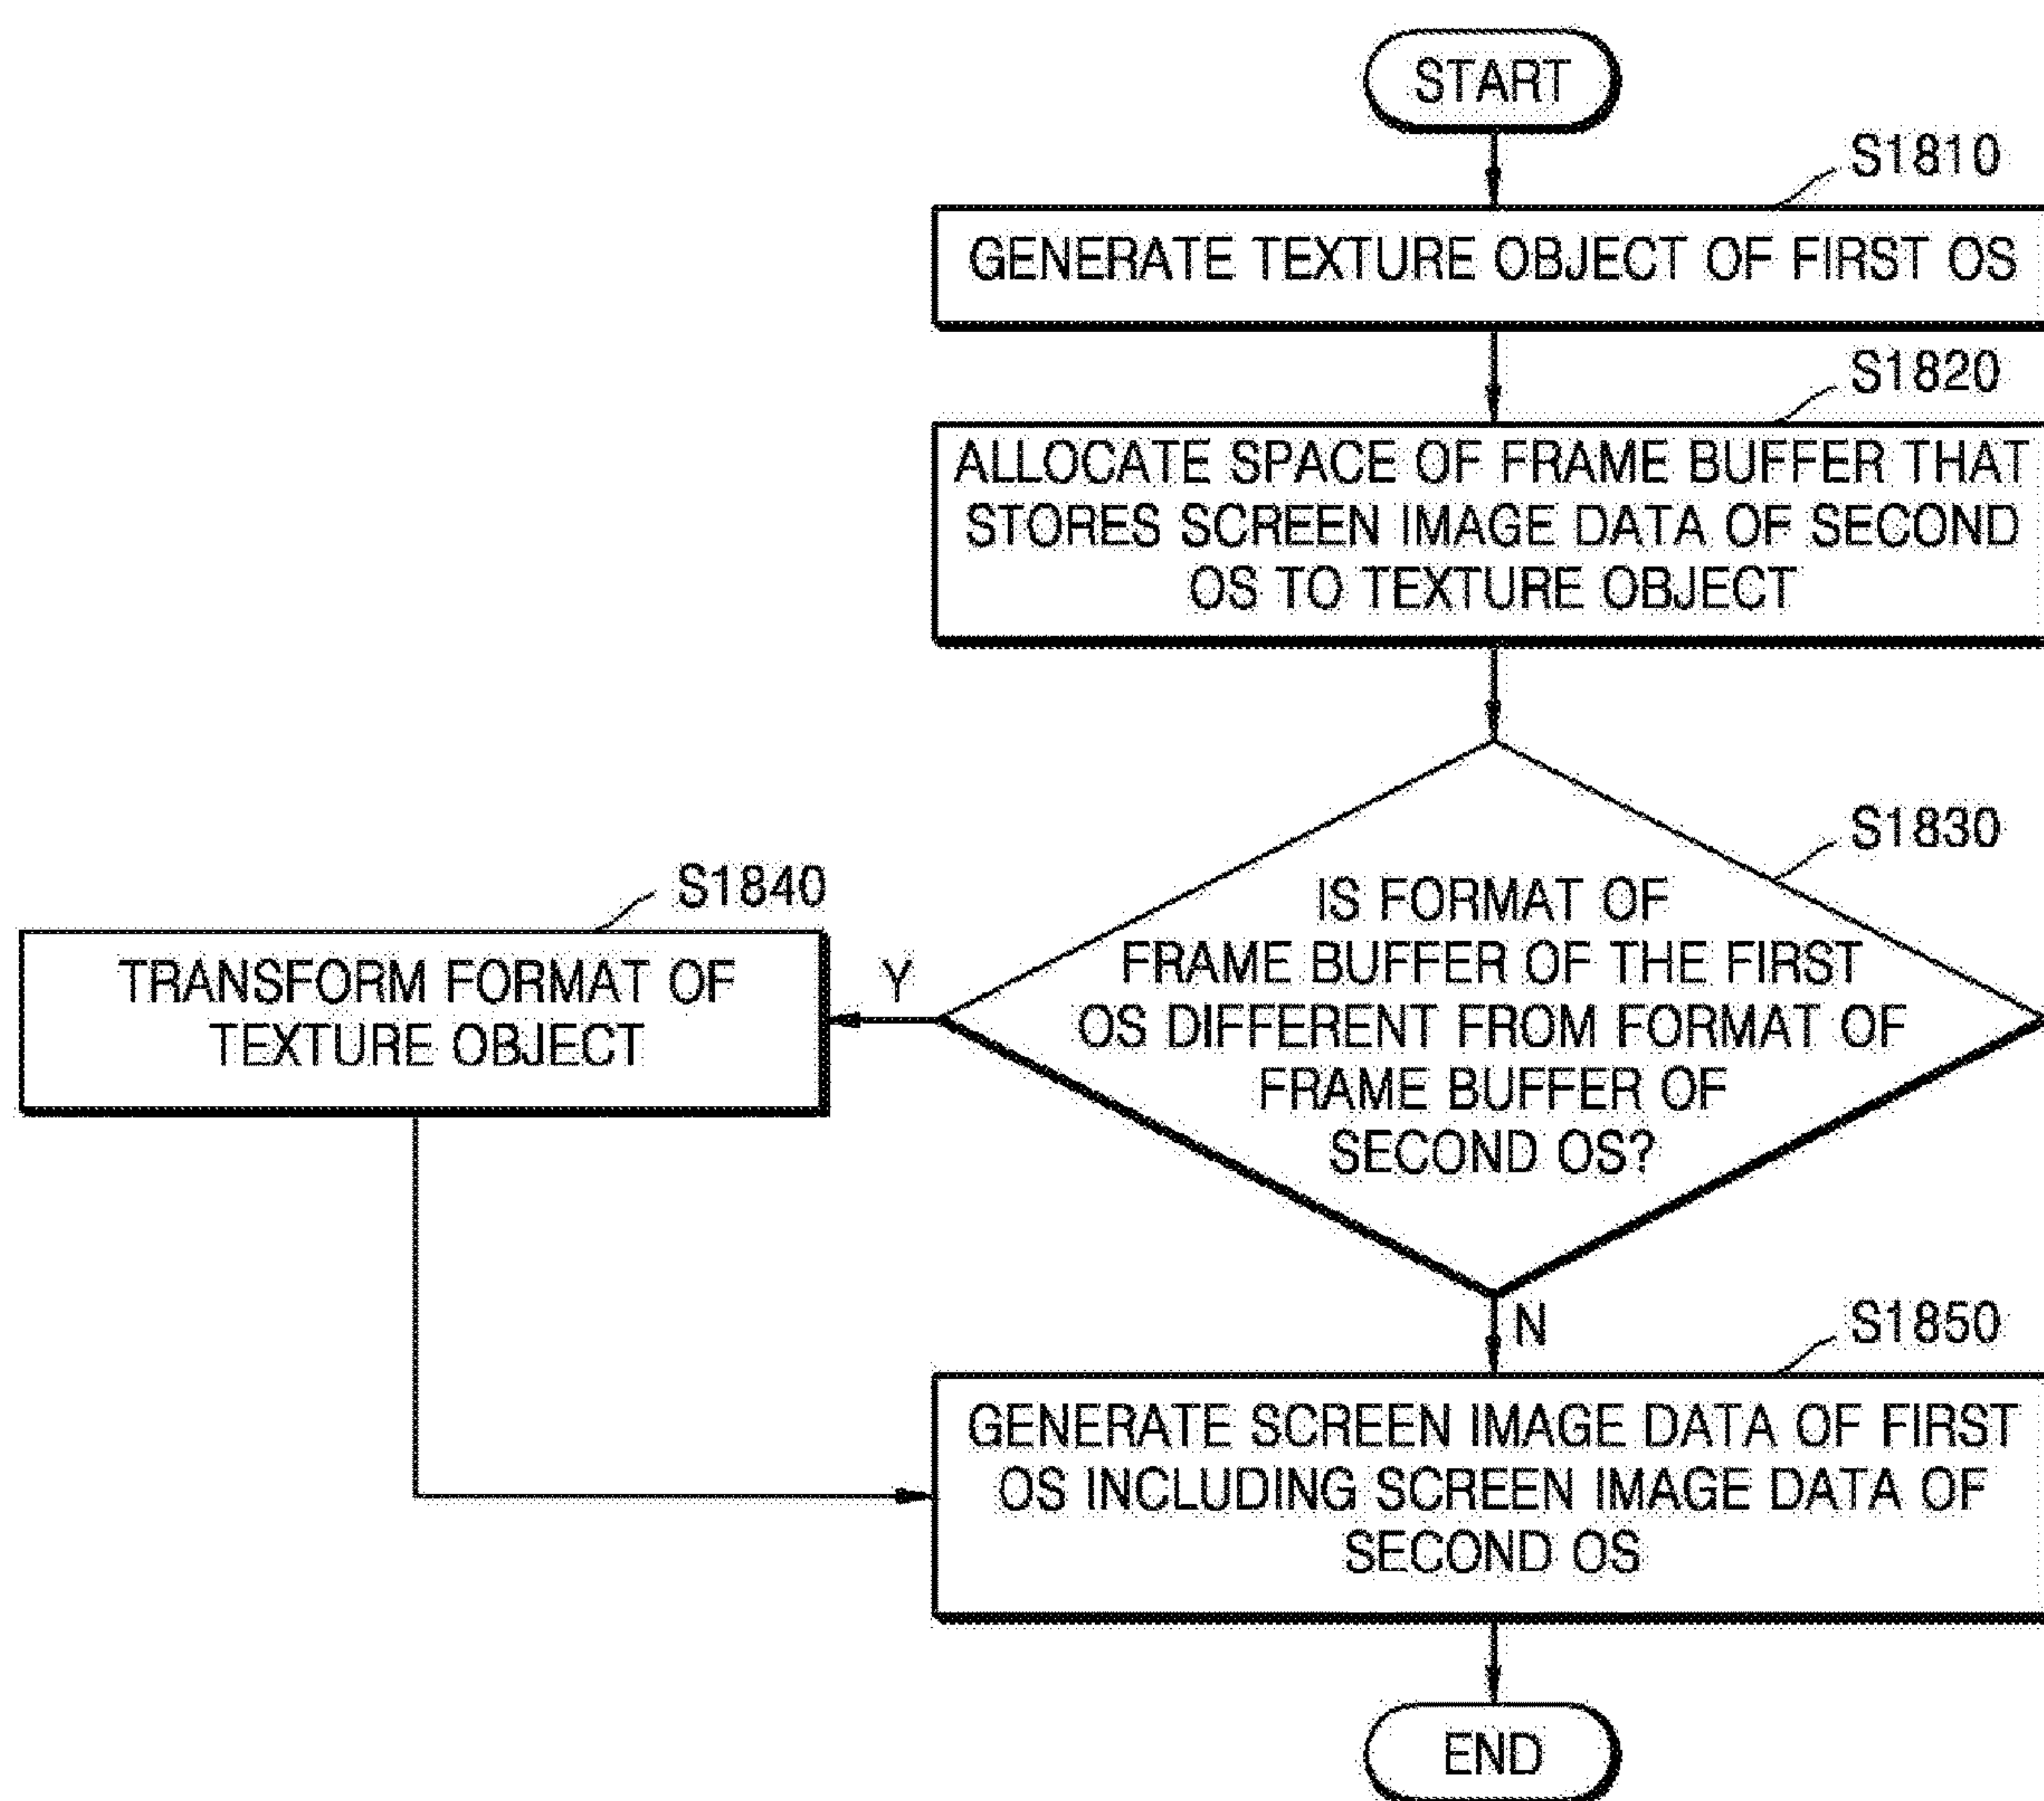 START
S1810
GENERATE TEXTURE OBJECT OF FIRST OS
S1820
ALLOCATE SPACE OF FRAME BUFFER THAT
STORES SCREEN IMAGE DATA OF SECOND
OS TO TEXTURE OBJECT
S1830
IS FORMAT OF
FRAME BUFFER OF THE FIRST
OS DIFFERENT FROM FORMAT OF
FRAME BUFFER OF
SECOND OS?
Y
S1840
TRANSFORM FORMAT OF
TEXTURE OBJECT
N
S1850
GENERATE SCREEN IMAGE DATA OF FIRST
OS INCLUDING SCREEN IMAGE DATA OF
SECOND OS
END